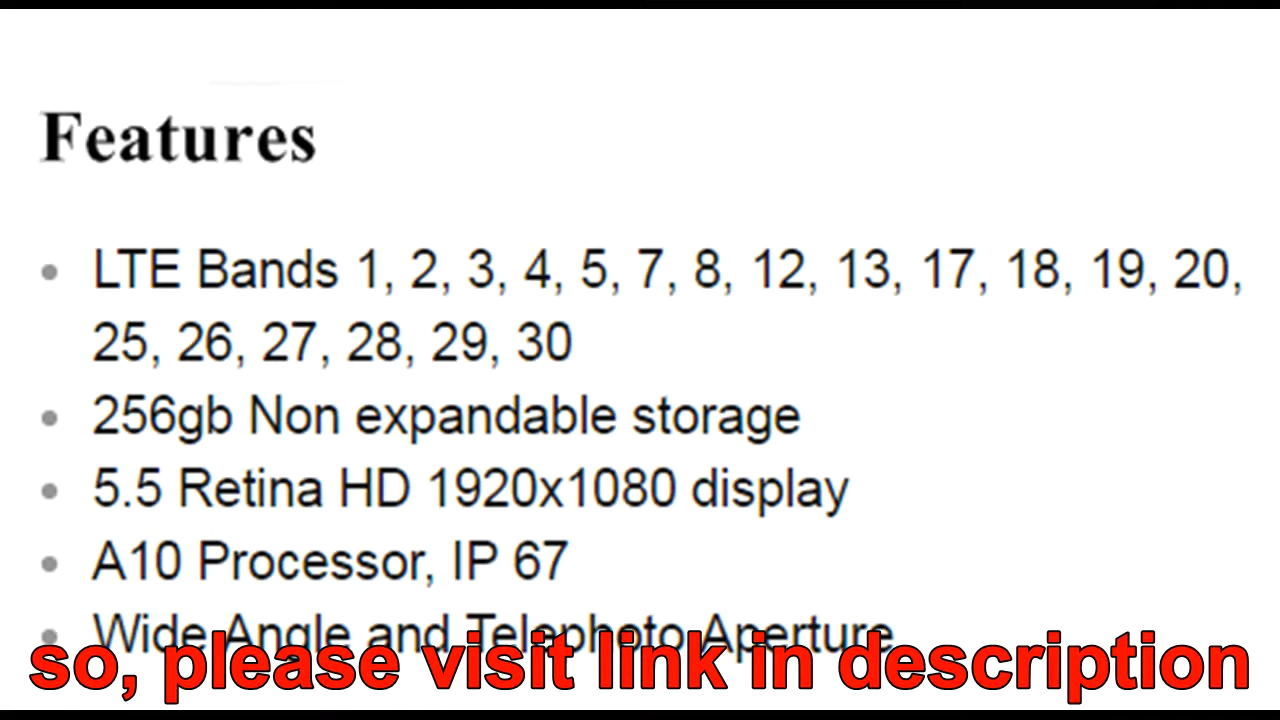 Features
LTE Bands 1, 2, 3, 4, 5, 7, 8, 12, 13, 17, 18, 19, 20,
25, 26, 27, 28, 29, 30
256gb Non expandable storage
5.5 Retina HD 1920x1080 display
A10 Processor, IP 67
Wide Angle and Telephoto Aperture
so, please visit link in description